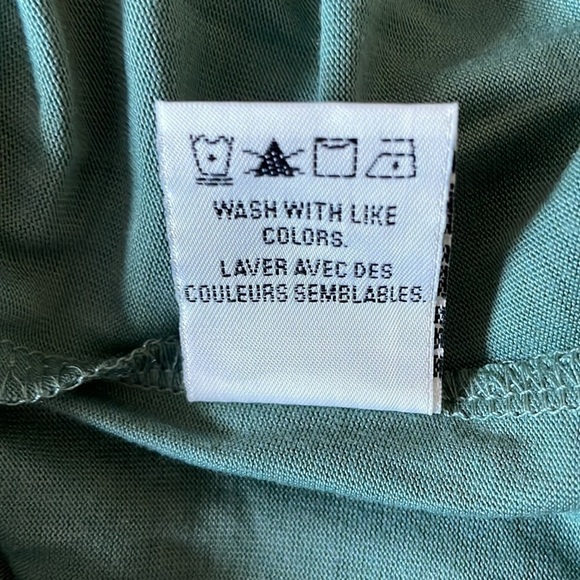 WASH WITH LIKE
COLORS.
LAVER AVEC DES
COULEURS SEMBLABLES.